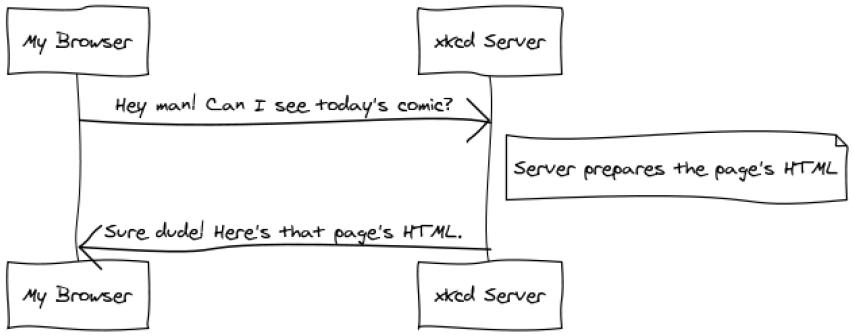 My Browser
xkcd Server
Hey man! Can I see today's comic?
Server prepares the page's HTML
Sure dude! Here's that page's HTML.
My Browser
xkcd Server